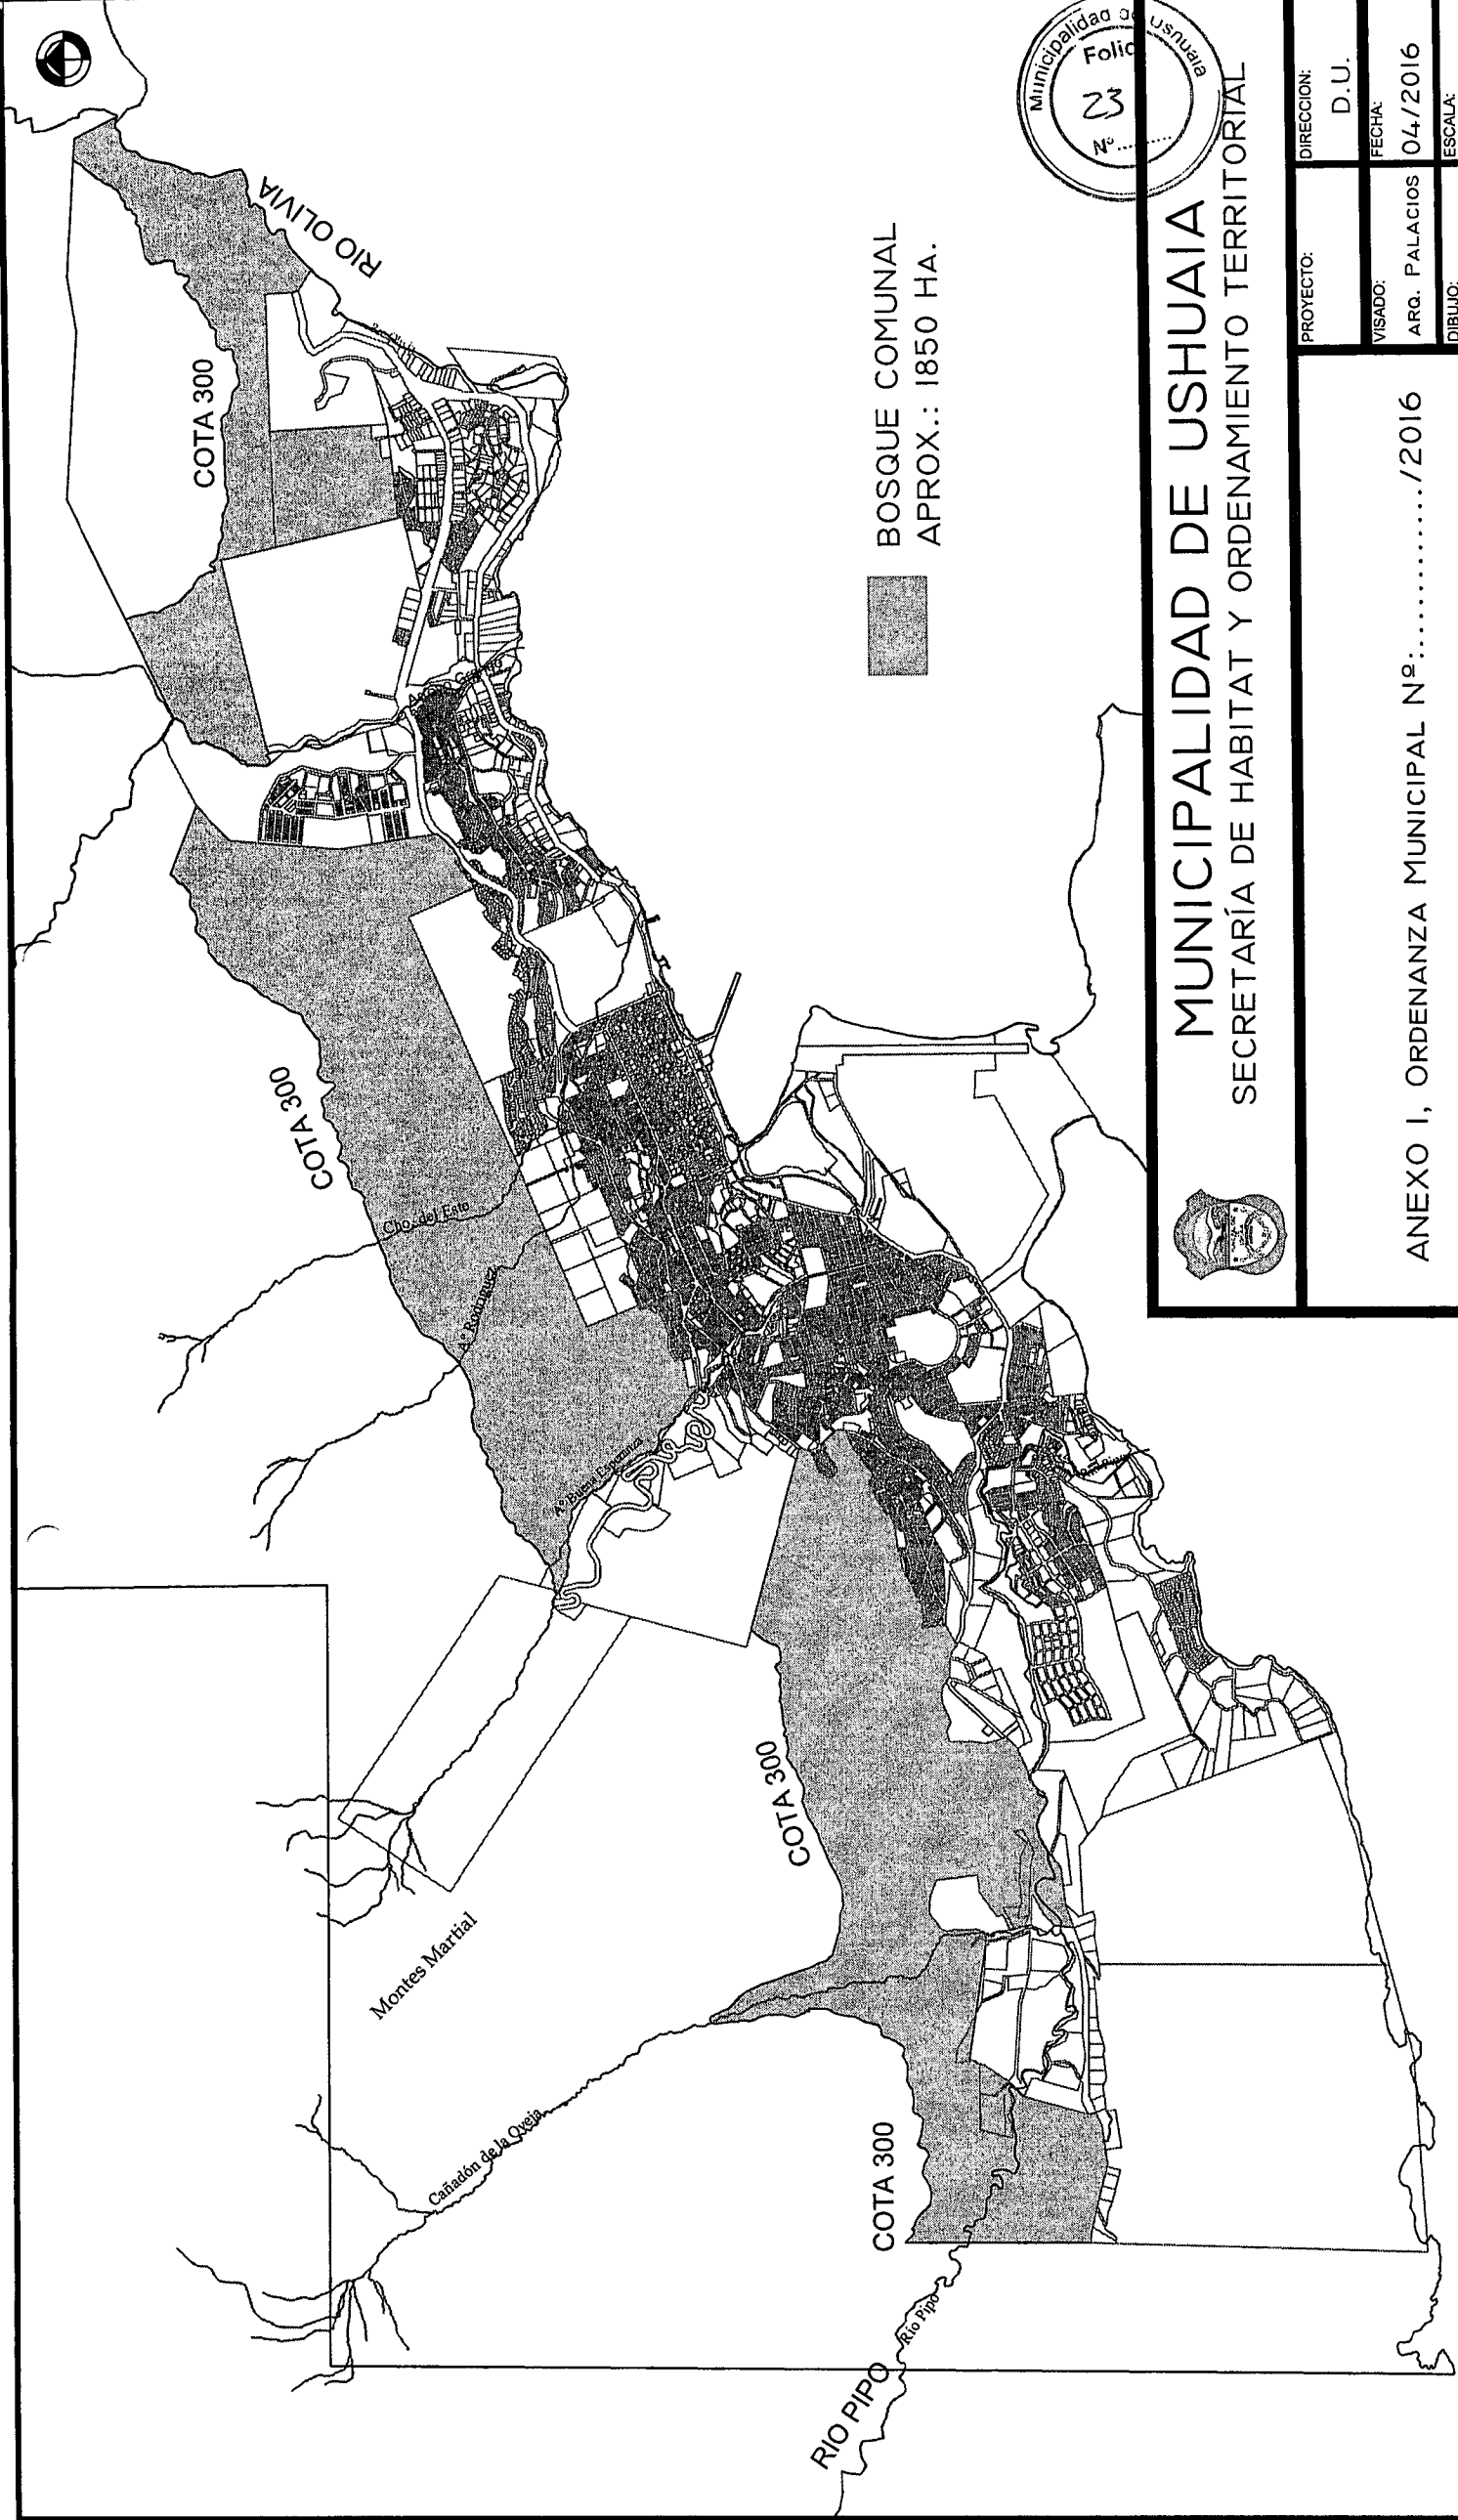 RIO OLIVIA
COTA 300
COTA 300
Cho. del Este
Aº Rodriguez
Aº Buena Esperanza
Montes Martial
COTA 300
Cañadón de la Oveja
COTA 300
RIO PIPO
Río Pipo
BOSQUE COMUNAL
APROX.: 1850 HA.
Municipalidad de Ushuaia
Folio
23
Nº..........
MUNICIPALIDAD DE USHUAIA
SECRETARÍA DE HABITAT Y ORDENAMIENTO TERRITORIAL
ANEXO I, ORDENANZA MUNICIPAL Nº:............/2016
PROYECTO:
DIRECCION:
D.U.
VISADO:
ARQ. PALACIOS
FECHA:
04/2016
DIBUJO:
ESCALA: